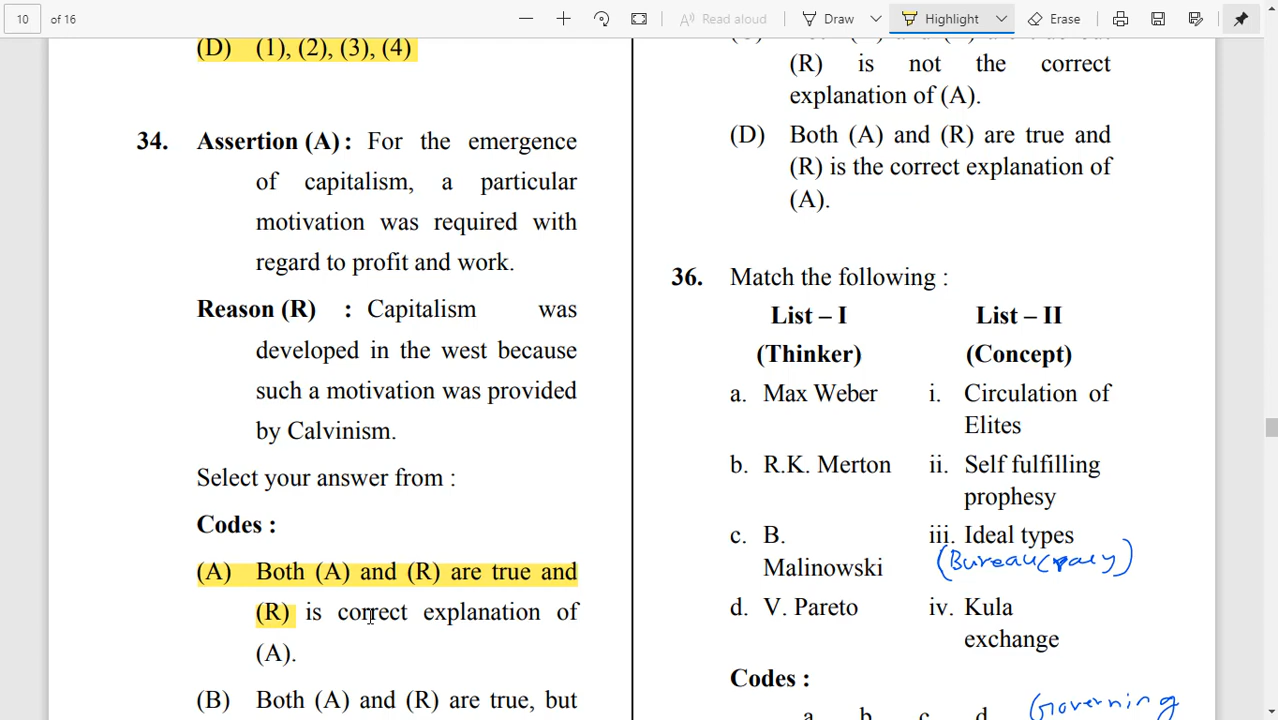 10 of 16
Read aloud
Draw
Highlight
Erase
(D) (1), (2), (3), (4)
34. Assertion (A) : For the emergence
of capitalism, a particular
motivation was required with
regard to profit and work.
Reason (R) : Capitalism was
developed in the west because
such a motivation was provided
by Calvinism.
Select your answer from :
Codes :
(A) Both (A) and (R) are true and
(R) is correct explanation of
(A).
(B) Both (A) and (R) are true, but
(R) is not the correct
explanation of (A).
(D) Both (A) and (R) are true and
(R) is the correct explanation of
(A).
36. Match the following :
List – I List – II
(Thinker) (Concept)
a. Max Weber i. Circulation of
Elites
b. R.K. Merton ii. Self fulfilling
prophesy
c. B. iii. Ideal types
Malinowski (Bureaucracy)
d. V. Pareto iv. Kula
exchange
Codes :
a b c d Governing